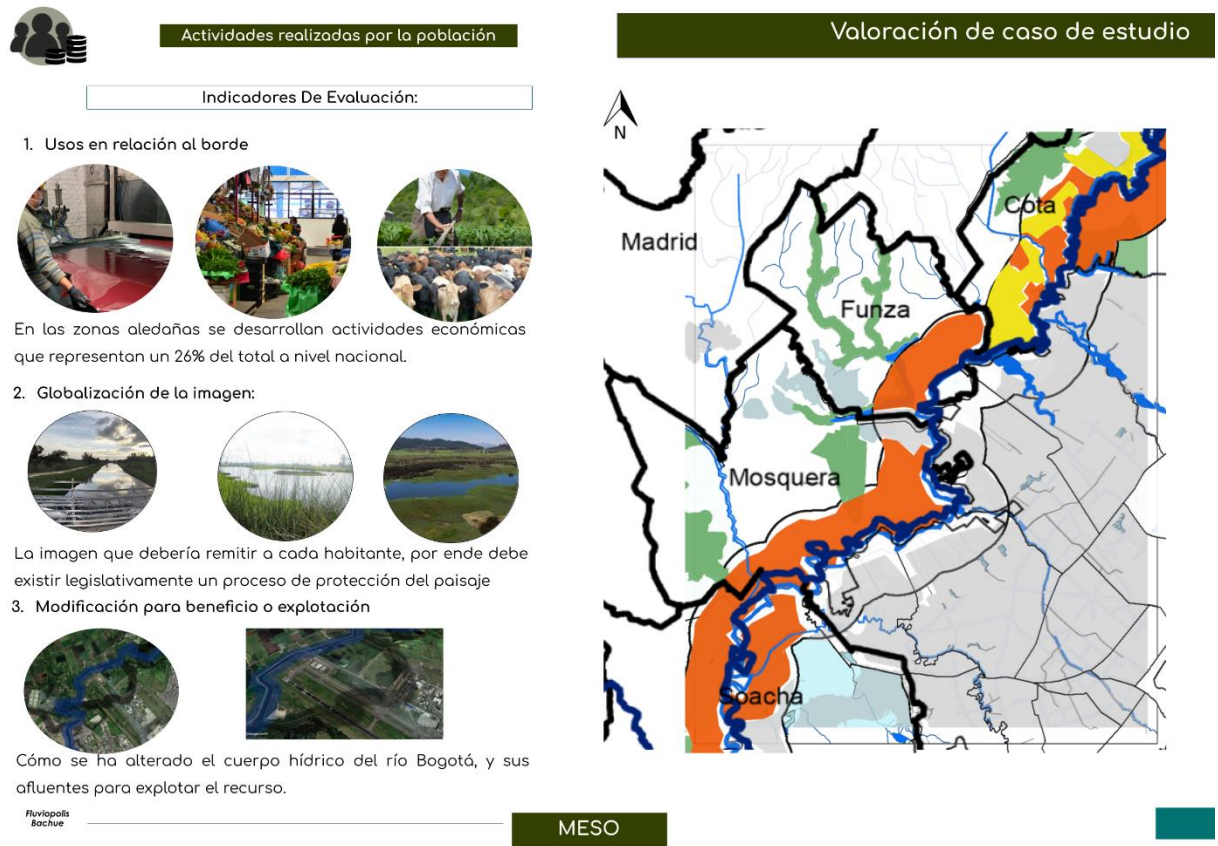 Actividades realizadas por la población
Indicadores De Evaluación:
1. Usos en relación al borde
En las zonas aledañas se desarrollan actividades económicas
que representan un 26% del total a nivel nacional.
2. Globalización de la imagen:
La imagen que debería remitir a cada habitante, por ende debe
existir legislativamente un proceso de protección del paisaje
3. Modificación para beneficio o explotación
Cómo se ha alterado el cuerpo hídrico del río Bogotá, y sus
afluentes para explotar el recurso.
Fluviopolis
Bachue
MESO
Valoración de caso de estudio
N
Cota
Madrid
Funza
Mosquera
Soacha